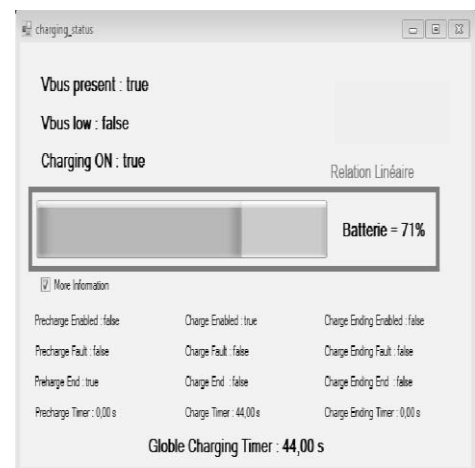 charging_status
Vbus present : true
Vbus low : false
Charging ON : true
Relation Linéaire
Batterie = 71%
More Information
Precharge Enabled : false
Charge Enabled : true
Charge Ending Enabled : false
Precharge Fault : false
Charge Fault : false
Charge Ending Fault : false
Preharge End : true
Charge End : false
Charge Ending End : false
Precharge Timer : 0,00 s
Charge Timer : 44,00 s
Charge Ending Timer : 0,00 s
Globle Charging Timer : 44,00 s